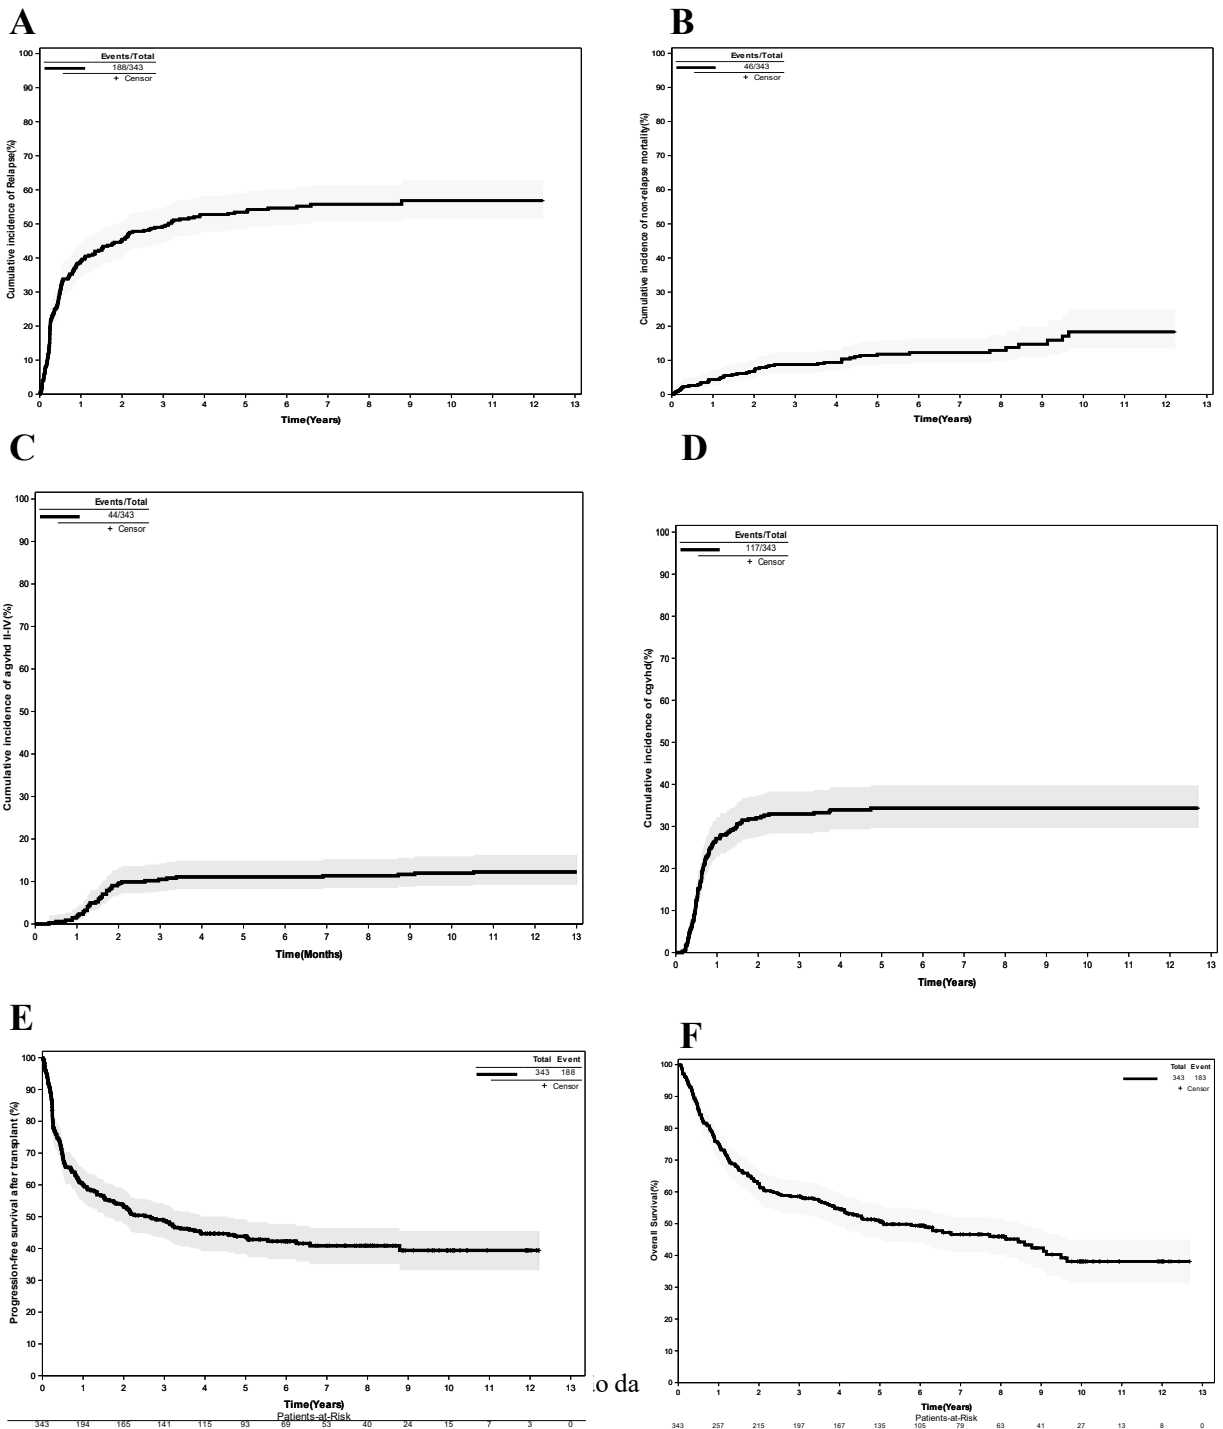 A
Events/Total
188/343
+ Censor
Cumulative incidence of Relapse(%)
100
90
80
70
60
50
40
30
20
10
0
0 1 2 3 4 5 6 7 8 9 10 11 12 13
Time(Years)
B
Events/Total
46/343
+ Censor
Cumulative incidence of non-relapse mortality(%)
100
90
80
70
60
50
40
30
20
10
0
0 1 2 3 4 5 6 7 8 9 10 11 12 13
Time(Years)
C
Events/Total
44/343
+ Censor
Cumulative incidence of agvhd II-IV(%)
100
90
80
70
60
50
40
30
20
10
0
0 1 2 3 4 5 6 7 8 9 10 11 12 13
Time(Months)
D
Events/Total
117/343
+ Censor
Cumulative incidence of cgvhd(%)
100
90
80
70
60
50
40
30
20
10
0
0 1 2 3 4 5 6 7 8 9 10 11 12 13
Time(Years)
E
Total Event
343 188
+ Censor
Progression-free survival after transplant (%)
100
90
80
70
60
50
40
30
20
10
0
0 1 2 3 4 5 6 7 8 9 10 11 12 13
Time(Years)
Patients-at-Risk
343 194 165 141 115 93 69 53 40 24 15 7 3 0
F
Total Event
343 183
+ Censor
Overall Survival(%)
100
90
80
70
60
50
40
30
20
10
0
0 1 2 3 4 5 6 7 8 9 10 11 12 13
Time(Years)
Patients-at-Risk
343 257 215 197 167 135 105 79 63 41 27 13 8 0
o da